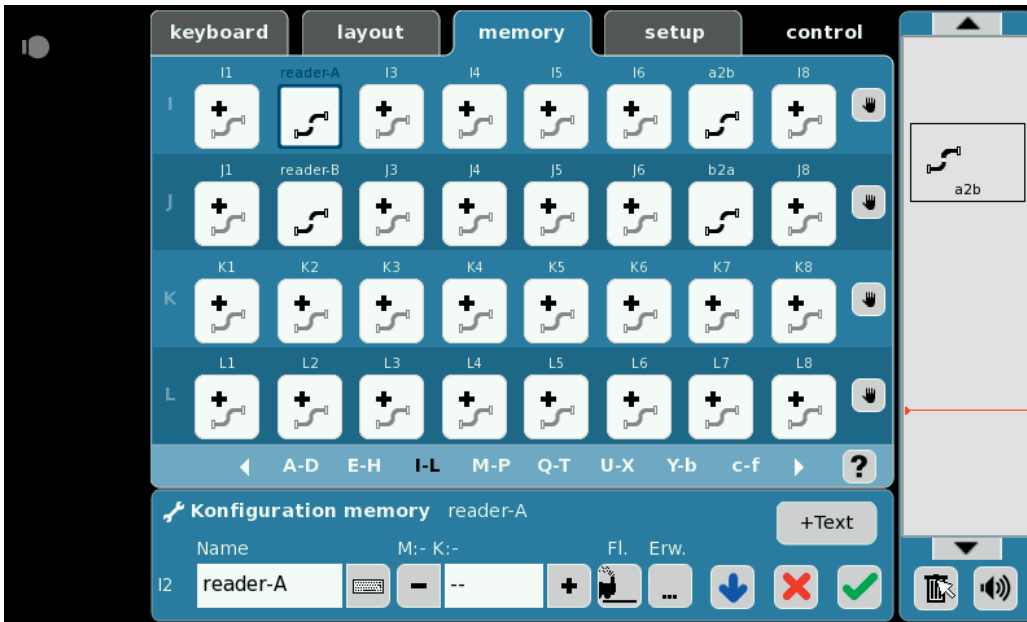 keyboard layout memory setup control
I1 reader-A I3 I4 I5 I6 a2b I8
I
a2b
J1 reader-B J3 J4 J5 J6 b2a J8
J
K1 K2 K3 K4 K5 K6 K7 K8
K
L1 L2 L3 L4 L5 L6 L7 L8
L
A-D E-H I-L M-P Q-T U-X Y-b c-f ?
Konfiguration memory reader-A
+Text
Name M:- K:- Fl. Erw.
I2 reader-A -- ...